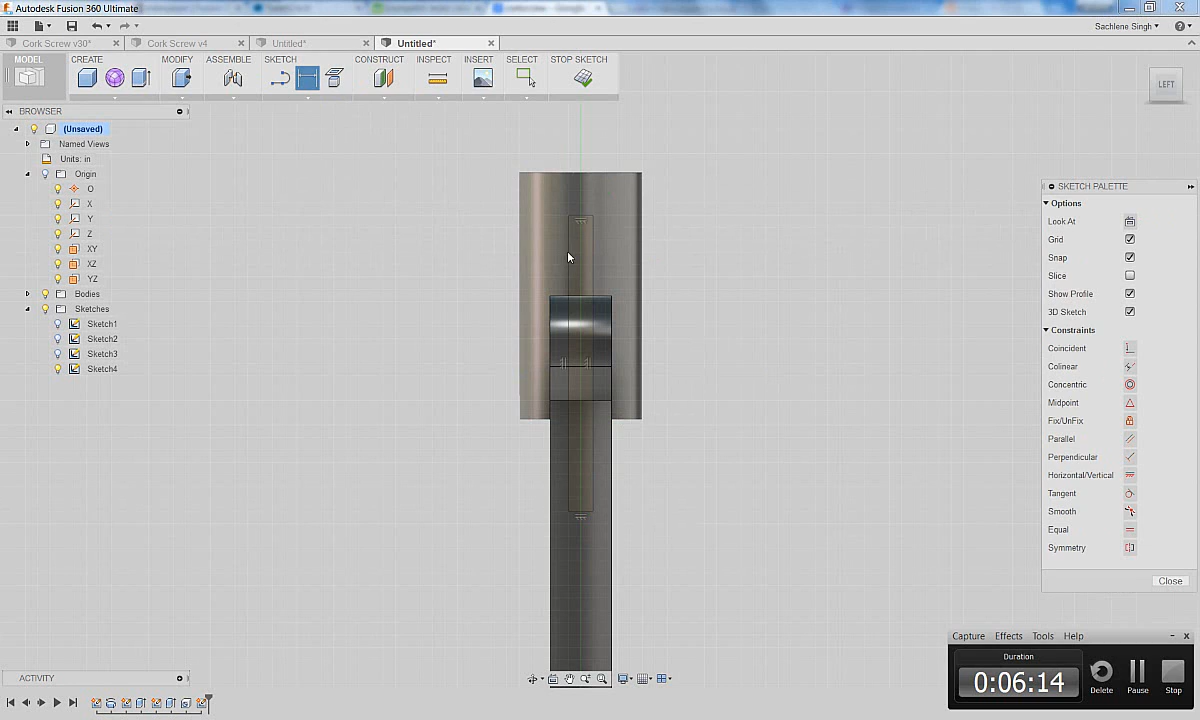 Autodesk Fusion 360 Ultimate
Sachlene Singh
Cork Screw v30*
Cork Screw v4
Untitled*
Untitled*
MODEL
CREATE
MODIFY
ASSEMBLE
SKETCH
CONSTRUCT
INSPECT
INSERT
SELECT
STOP SKETCH
LEFT
BROWSER
(Unsaved)
Named Views
Units: in
Origin
O
X
Y
Z
XY
XZ
YZ
Bodies
Sketches
Sketch1
Sketch2
Sketch3
Sketch4
SKETCH PALETTE
Options
Look At
Grid
Snap
Slice
Show Profile
3D Sketch
Constraints
Coincident
Colinear
Concentric
Midpoint
Fix/UnFix
Parallel
Perpendicular
Horizontal/Vertical
Tangent
Smooth
Equal
Symmetry
Close
Capture Effects Tools Help
Duration
0:06:14
Delete Pause Stop
ACTIVITY